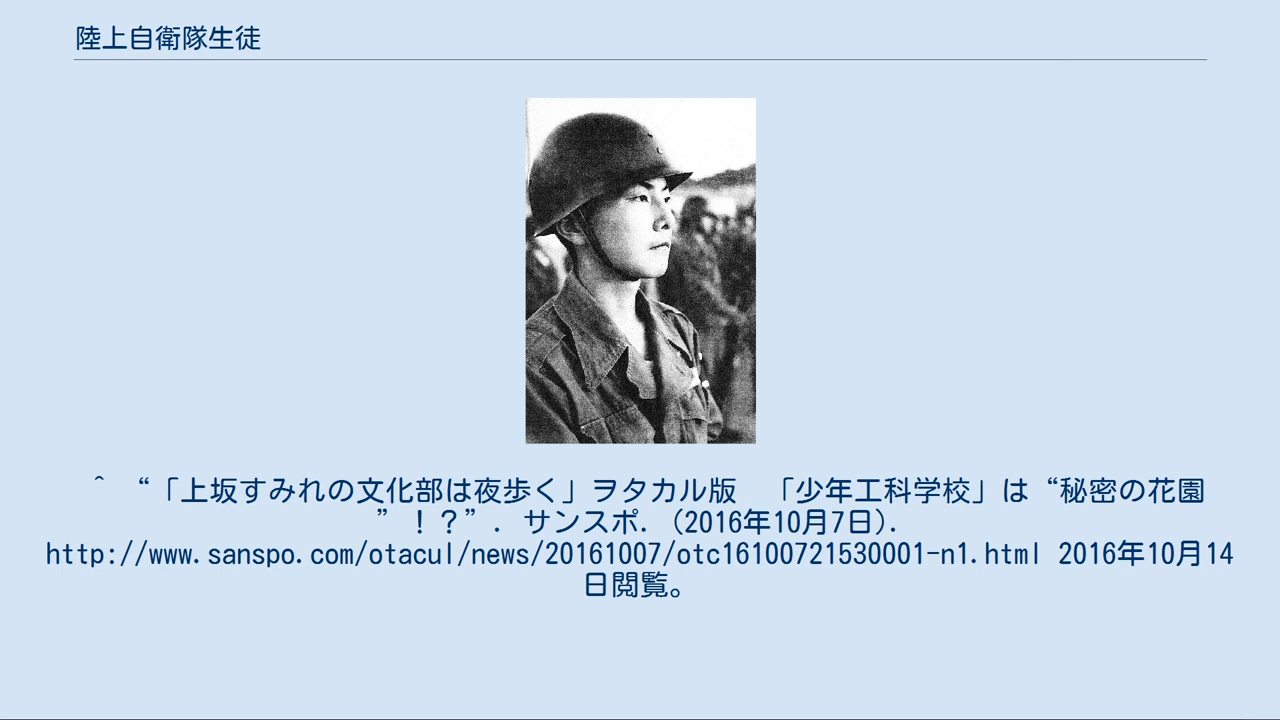 陸上自衛隊生徒
＾ “「上坂すみれの文化部は夜歩く」ヲタカル版　「少年工科学校」は“秘密の花園
”！？”. サンスポ. (2016年10月7日).
http://www.sanspo.com/otacul/news/20161007/otc16100721530001-n1.html 2016年10月14
日閲覧。